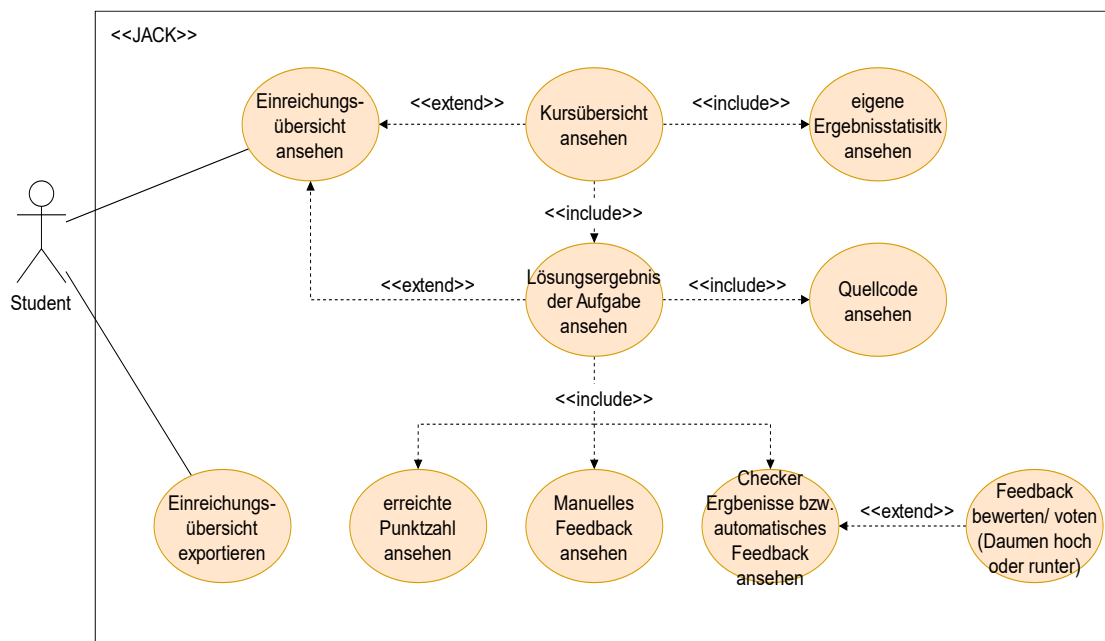 <<JACK>>
Einreichungs-
übersicht
ansehen
<<extend>>
Kursübersicht
ansehen
<<include>>
eigene
Ergebnisstatisitk
ansehen
<<include>>
Student
<<extend>>
Lösungsergebnis
der Aufgabe
ansehen
<<include>>
Quellcode
ansehen
<<include>>
Einreichungs-
übersicht
exportieren
erreichte
Punktzahl
ansehen
Manuelles
Feedback
ansehen
Checker
Ergbenisse bzw.
automatisches
Feedback
ansehen
<<extend>>
Feedback
bewerten/ voten
(Daumen hoch
oder runter)